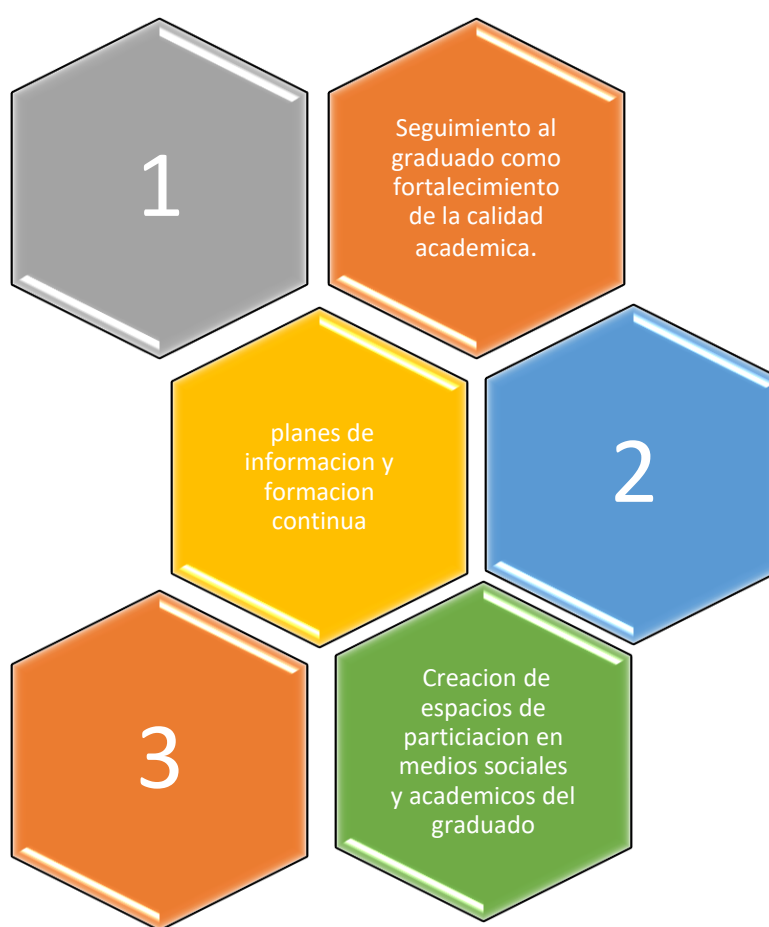 1
Seguimiento al
graduado como
fortalecimiento
de la calidad
academica.
planes de
informacion y
formacion
continua
2
3
Creacion de
espacios de
particiacion en
medios sociales
y academicos del
graduado